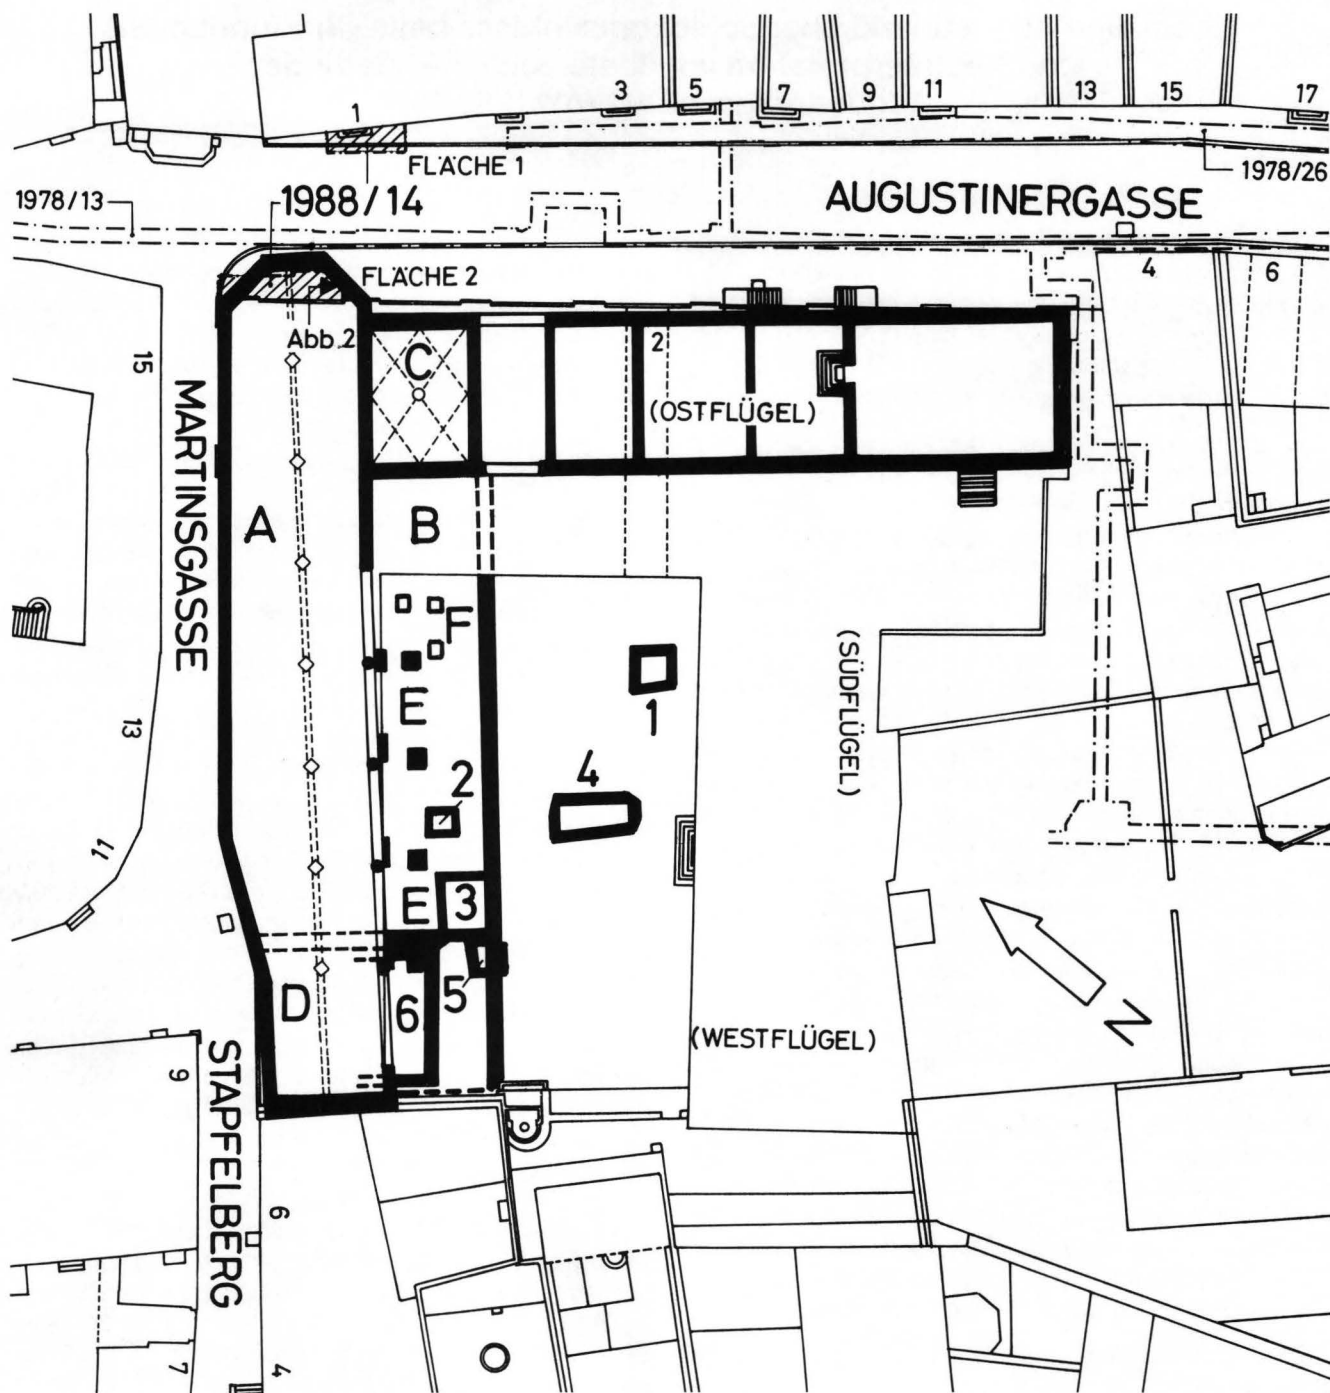 3 5 7 9 11 13 15 17
1
FLÄCHE 1
1978/26
1978/13
1988/14
AUGUSTINERGASSE
FLÄCHE 2
4 6
Abb.2
15
C
2
(OSTFLÜGEL)
MARTINSGASSE
A
B
F
1
(SÜDFLÜGEL)
E
13
2
4
11
E
3
D
6
5
N
(WESTFLÜGEL)
STAPFELBERG
9
6
7
4